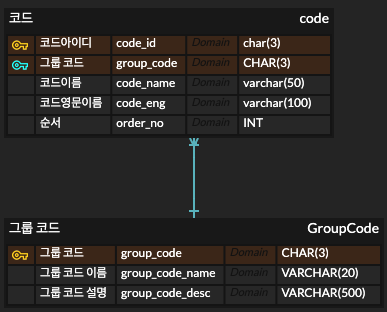 코드 code
코드아이디 code_id Domain char(3)
그룹 코드 group_code Domain CHAR(3)
코드이름 code_name Domain varchar(50)
코드영문이름 code_eng Domain varchar(100)
순서 order_no Domain INT
그룹 코드 GroupCode
그룹 코드 group_code Domain CHAR(3)
그룹 코드 이름 group_code_name Domain VARCHAR(20)
그룹 코드 설명 group_code_desc Domain VARCHAR(500)